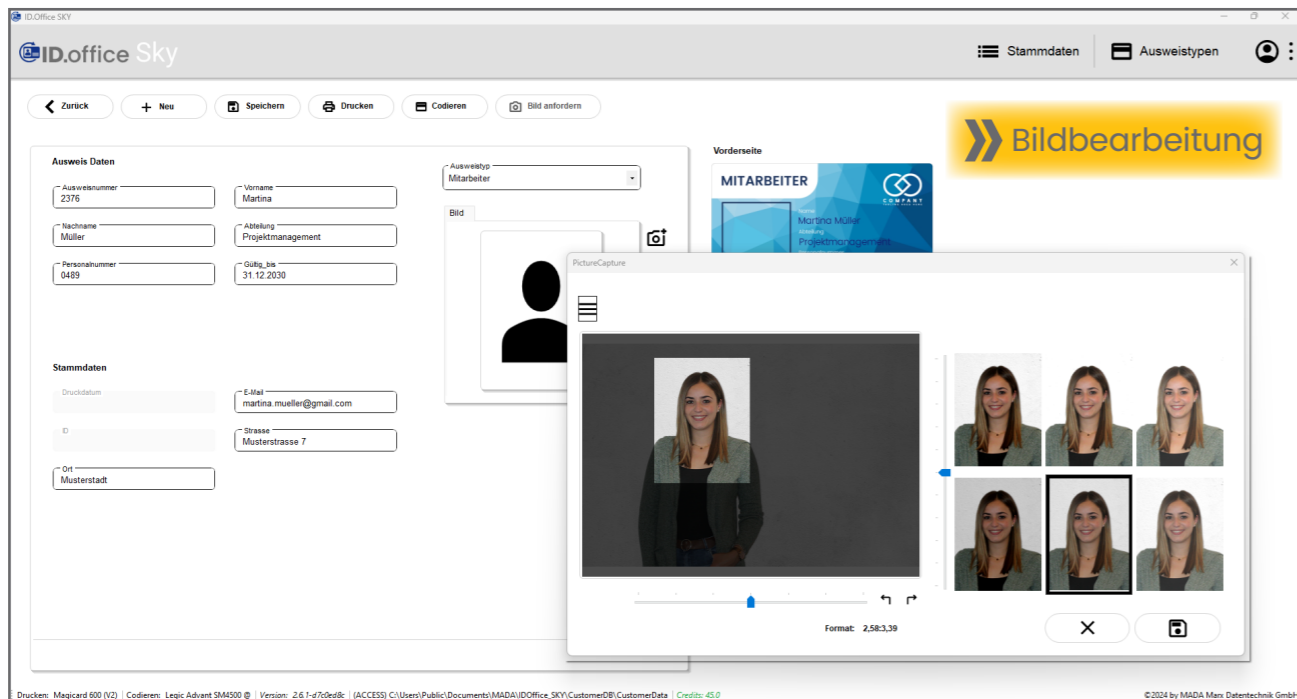 ID.Office SKY
ID.office Sky
Stammdaten
Ausweistypen
Zurück
Neu
Speichern
Drucken
Codieren
Bild anfordern
Bildbearbeitung
Ausweis Daten
Ausweisnummer
2376
Vorname
Martina
Nachname
Müller
Abteilung
Projektmanagement
Personalnummer
0489
Gültig_bis
31.12.2030
Ausweistyp
Mitarbeiter
Bild
Vorderseite
MITARBEITER
COMPANY
Name
Martina Müller
Abteilung
Projektmanagement
Stammdaten
Druckdatum
E-Mail
martina.mueller@gmail.com
ID
Strasse
Musterstrasse 7
Ort
Musterstadt
PictureCapture
Format: 2,58:3,39
Drucken: Magicard 600 (V2) | Codieren: Legic Advant SM4500 @ | Version: 2.6.1-d7c0ed8c | (ACCESS) C:\Users\Public\Documents\MADA\IDOffice_SKY\CustomerDB\CustomerData | Credits: 45.0
©2024 by MADA Marx Datentechnik GmbH